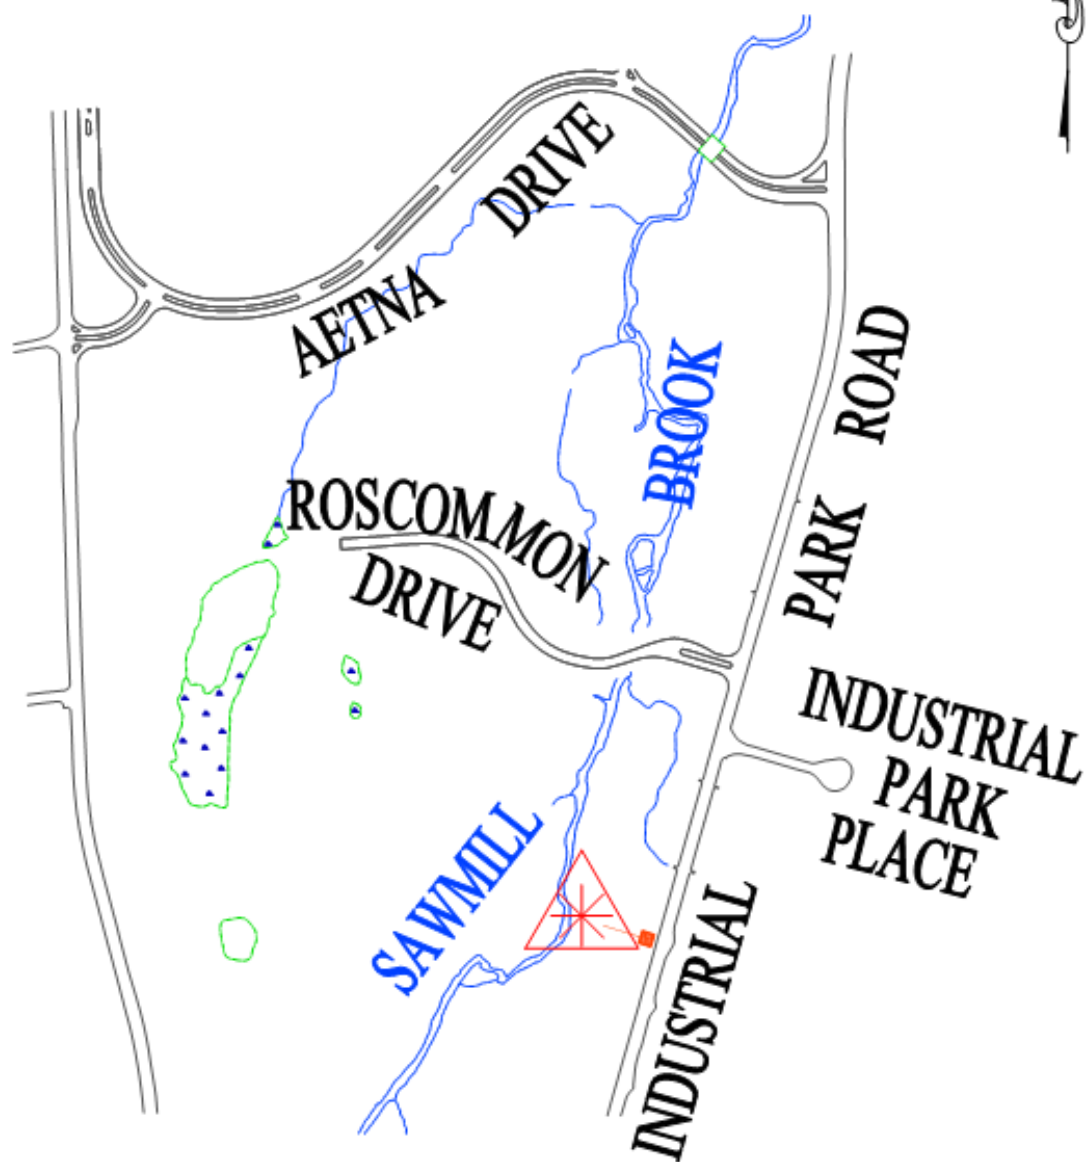 AETNA DRIVE
BROOK
ROSCOMMON
DRIVE
INDUSTRIAL PARK ROAD
INDUSTRIAL
PARK
PLACE
SAWMILL